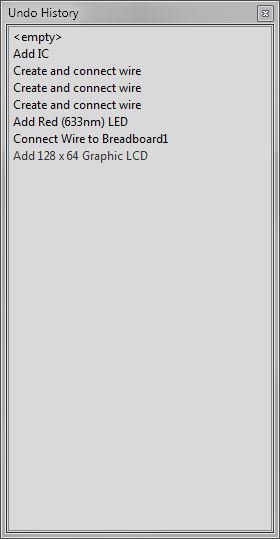 Undo History
<empty>
Add IC
Create and connect wire
Create and connect wire
Create and connect wire
Add Red (633nm) LED
Connect Wire to Breadboard1
Add 128 x 64 Graphic LCD